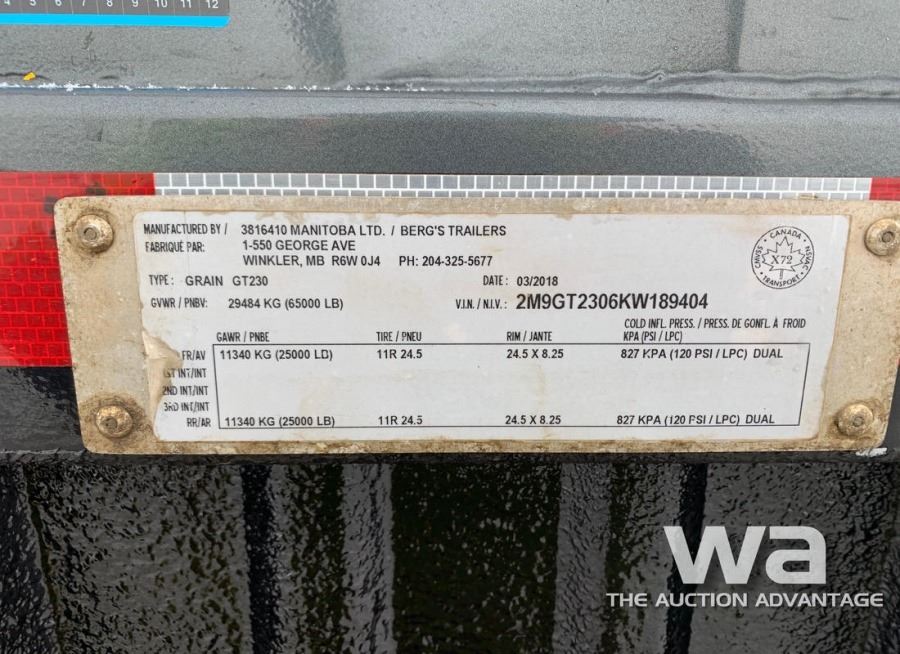 4 5 6 7 8 9 10 11 12
MANUFACTURED BY / 3816410 MANITOBA LTD. / BERG'S TRAILERS
FABRIQUÉ PAR: 1-550 GEORGE AVE
WINKLER, MB R6W 0J4 PH: 204-325-5677
TYPE: GRAIN GT230 DATE: 03/2018
GVWR / PNBV: 29484 KG (65000 LB) V.I.N. / N.I.V.: 2M9GT2306KW189404
CANADA
X72
TRANSPORT
GAWR / PNBE TIRE / PNEU RIM / JANTE COLD INFL. PRESS. / PRESS. DE GONFL. À FROID
KPA (PSI / LPC)
FR/AV 11340 KG (25000 LB) 11R 24.5 24.5 X 8.25 827 KPA (120 PSI / LPC) DUAL
1ST INT/INT
2ND INT/INT
3RD INT/INT
RR/AR 11340 KG (25000 LB) 11R 24.5 24.5 X 8.25 827 KPA (120 PSI / LPC) DUAL
wa
THE AUCTION ADVANTAGE